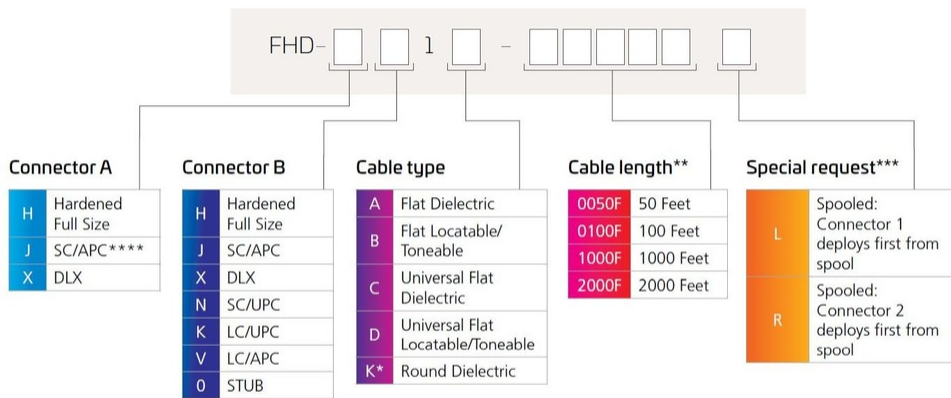 FHD- 1 -
Connector A
H Hardened
Full Size
J SC/APC****
X DLX
Connector B
H Hardened
Full Size
J SC/APC
X DLX
N SC/UPC
K LC/UPC
V LC/APC
0 STUB
Cable type
A Flat Dielectric
B Flat Locatable/
Toneable
C Universal Flat
Dielectric
D Universal Flat
Locatable/Toneable
K* Round Dielectric
Cable length**
0050F 50 Feet
0100F 100 Feet
1000F 1000 Feet
2000F 2000 Feet
Special request***
L Spooled:
Connector 1
deploys first from
spool
R Spooled:
Connector 2
deploys first from
spool